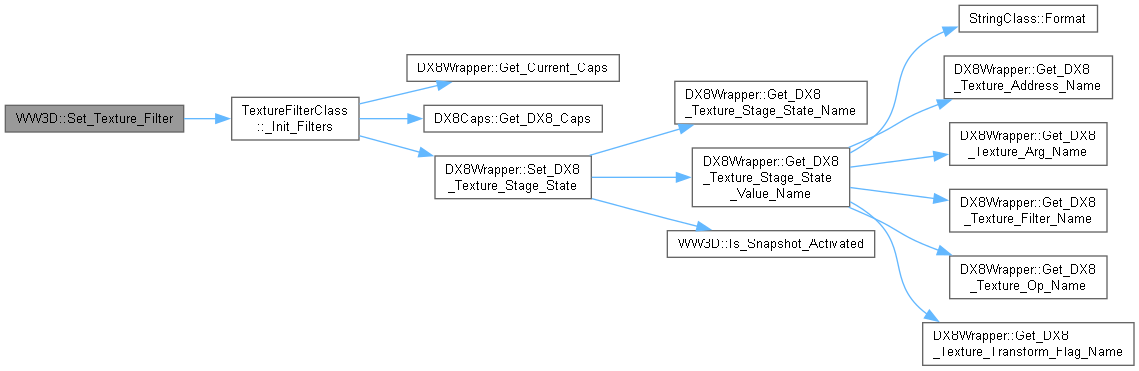 WW3D::Set_Texture_Filter
TextureFilterClass
::_Init_Filters
DX8Wrapper::Get_Current_Caps
DX8Caps::Get_DX8_Caps
DX8Wrapper::Set_DX8
_Texture_Stage_State
DX8Wrapper::Get_DX8
_Texture_Stage_State_Name
DX8Wrapper::Get_DX8
_Texture_Stage_State
_Value_Name
WW3D::Is_Snapshot_Activated
StringClass::Format
DX8Wrapper::Get_DX8
_Texture_Address_Name
DX8Wrapper::Get_DX8
_Texture_Arg_Name
DX8Wrapper::Get_DX8
_Texture_Filter_Name
DX8Wrapper::Get_DX8
_Texture_Op_Name
DX8Wrapper::Get_DX8
_Texture_Transform_Flag_Name